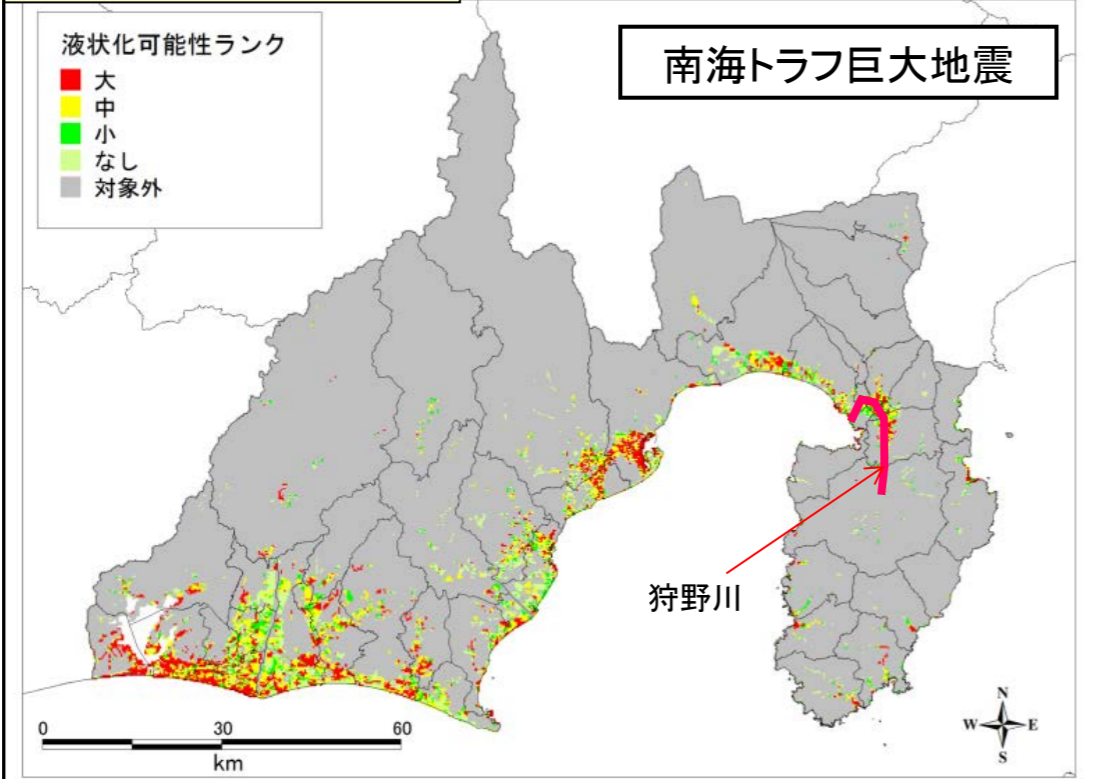 液状化可能性ランク
大
中
小
なし
対象外
南海トラフ巨大地震
狩野川
0 30 60
km
N
W E
S